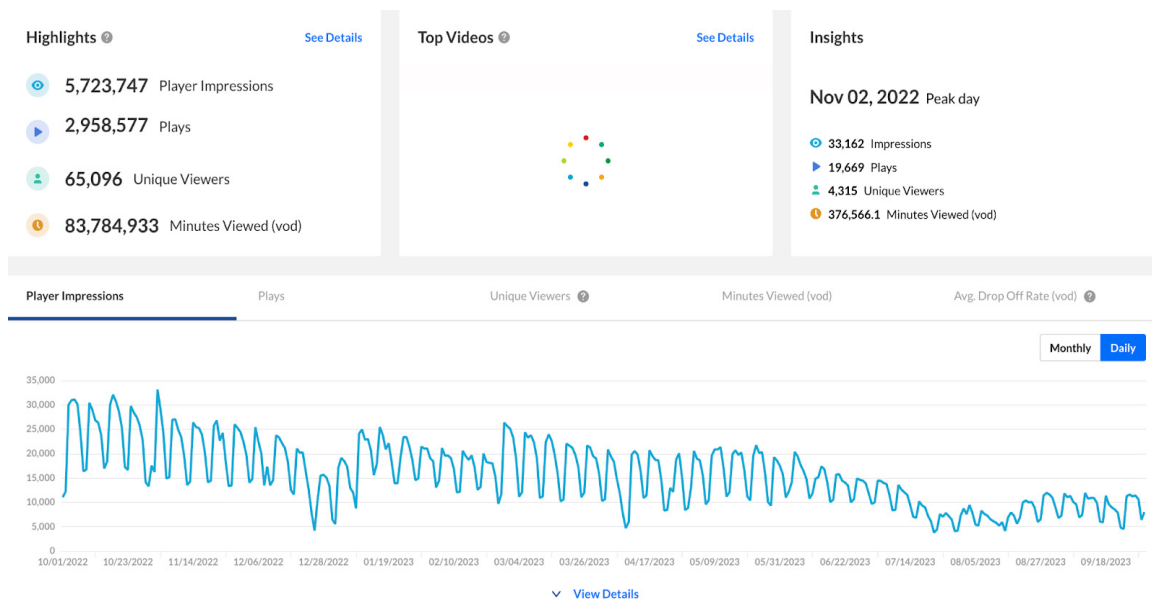 Highlights ?
See Details
5,723,747 Player Impressions
2,958,577 Plays
65,096 Unique Viewers
83,784,933 Minutes Viewed (vod)
Top Videos ?
See Details
Insights
Nov 02, 2022 Peak day
33,162 Impressions
19,669 Plays
4,315 Unique Viewers
376,566.1 Minutes Viewed (vod)
Player Impressions
Plays
Unique Viewers ?
Minutes Viewed (vod)
Avg. Drop Off Rate (vod) ?
Monthly
Daily
35,000
30,000
25,000
20,000
15,000
10,000
5,000
0
10/01/2022 10/23/2022 11/14/2022 12/06/2022 12/28/2022 01/19/2023 02/10/2023 03/04/2023 03/26/2023 04/17/2023 05/09/2023 05/31/2023 06/22/2023 07/14/2023 08/05/2023 08/27/2023 09/18/2023
View Details